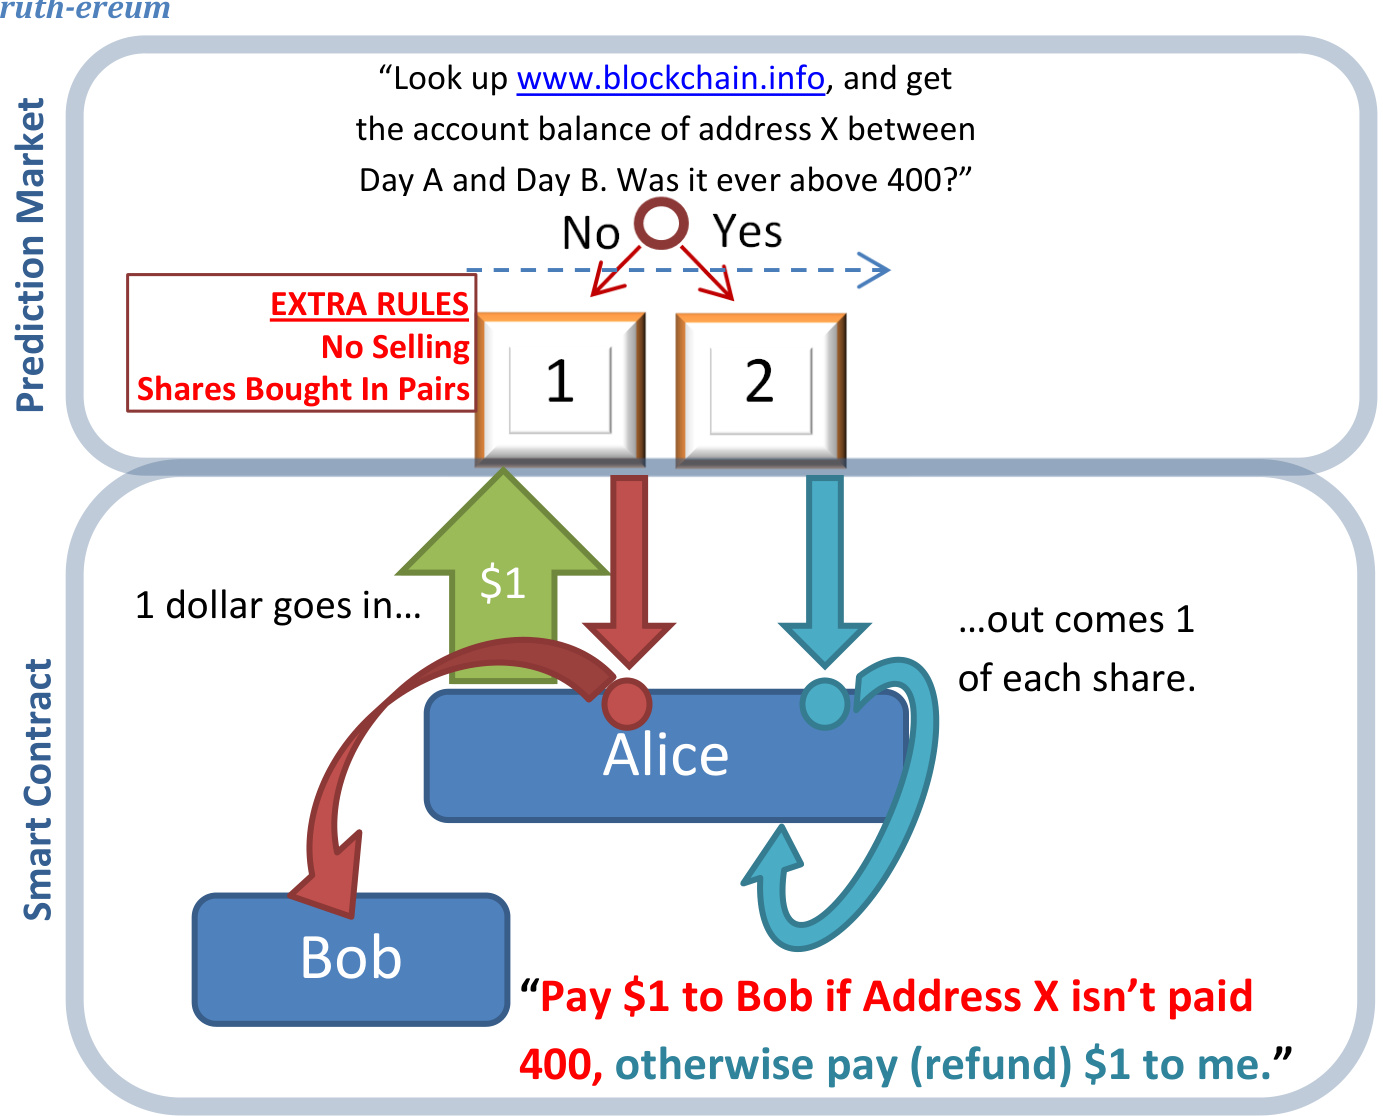 ruth-ereum
Prediction Market
“Look up www.blockchain.info, and get
the account balance of address X between
Day A and Day B. Was it ever above 400?”
No Yes
EXTRA RULES
No Selling
Shares Bought In Pairs
1 2
Smart Contract
$1
1 dollar goes in...
...out comes 1
of each share.
Alice
Bob
“Pay $1 to Bob if Address X isn’t paid
400, otherwise pay (refund) $1 to me.”